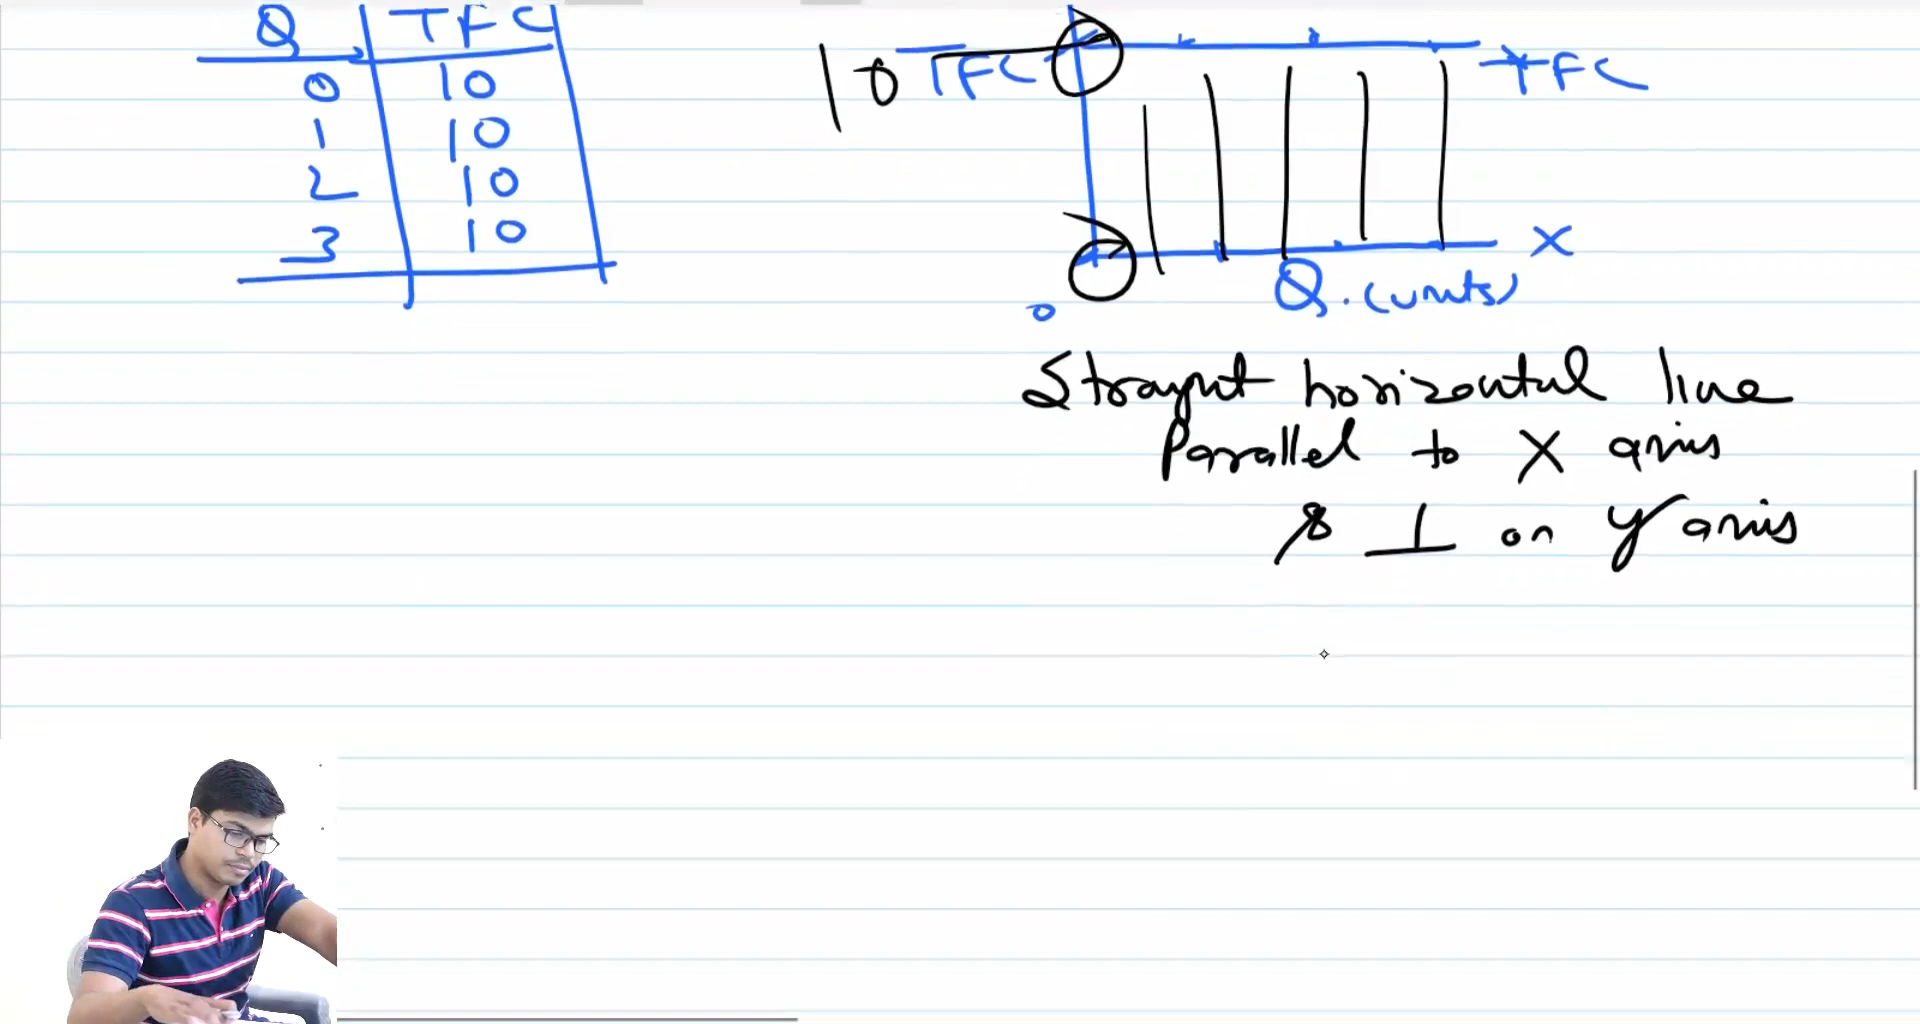 Q TFC
0 10
1 10
2 10
3 10
10 TFC
TFC
X
Q. (units)
0
Straight horizontal line
Parallel to X axis
& ⊥ on y axis